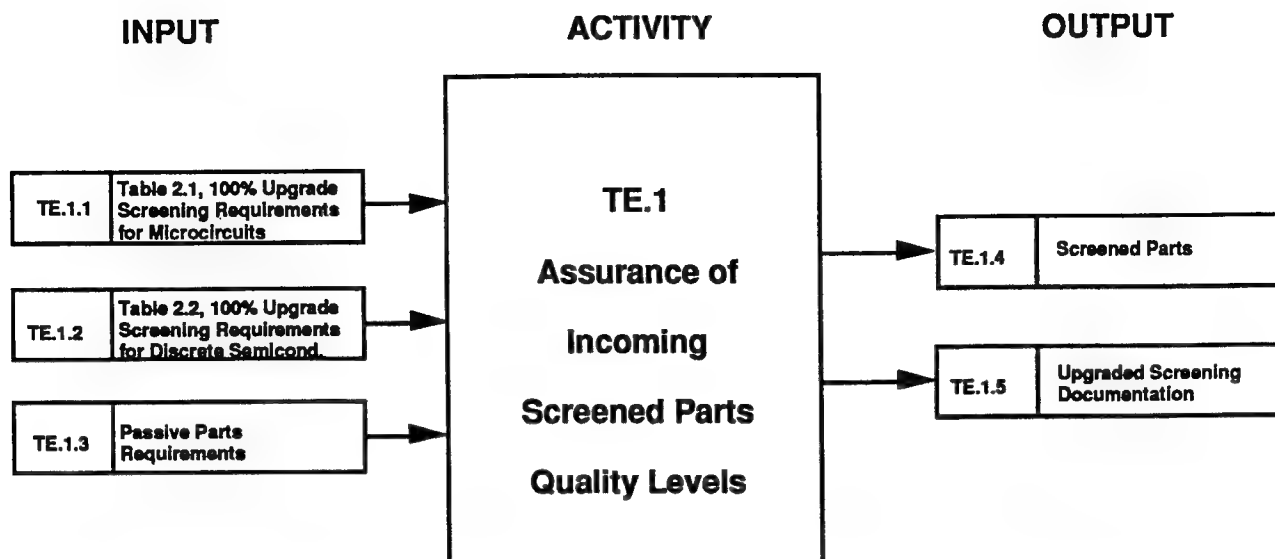 INPUT
ACTIVITY
OUTPUT
TE.1.1
Table 2.1, 100% Upgrade
Screening Requirements
for Microcircuits
TE.1.2
Table 2.2, 100% Upgrade
Screening Requirements
for Discrete Semicond.
TE.1.3
Passive Parts
Requirements
TE.1
Assurance of
Incoming
Screened Parts
Quality Levels
TE.1.4
Screened Parts
TE.1.5
Upgraded Screening
Documentation